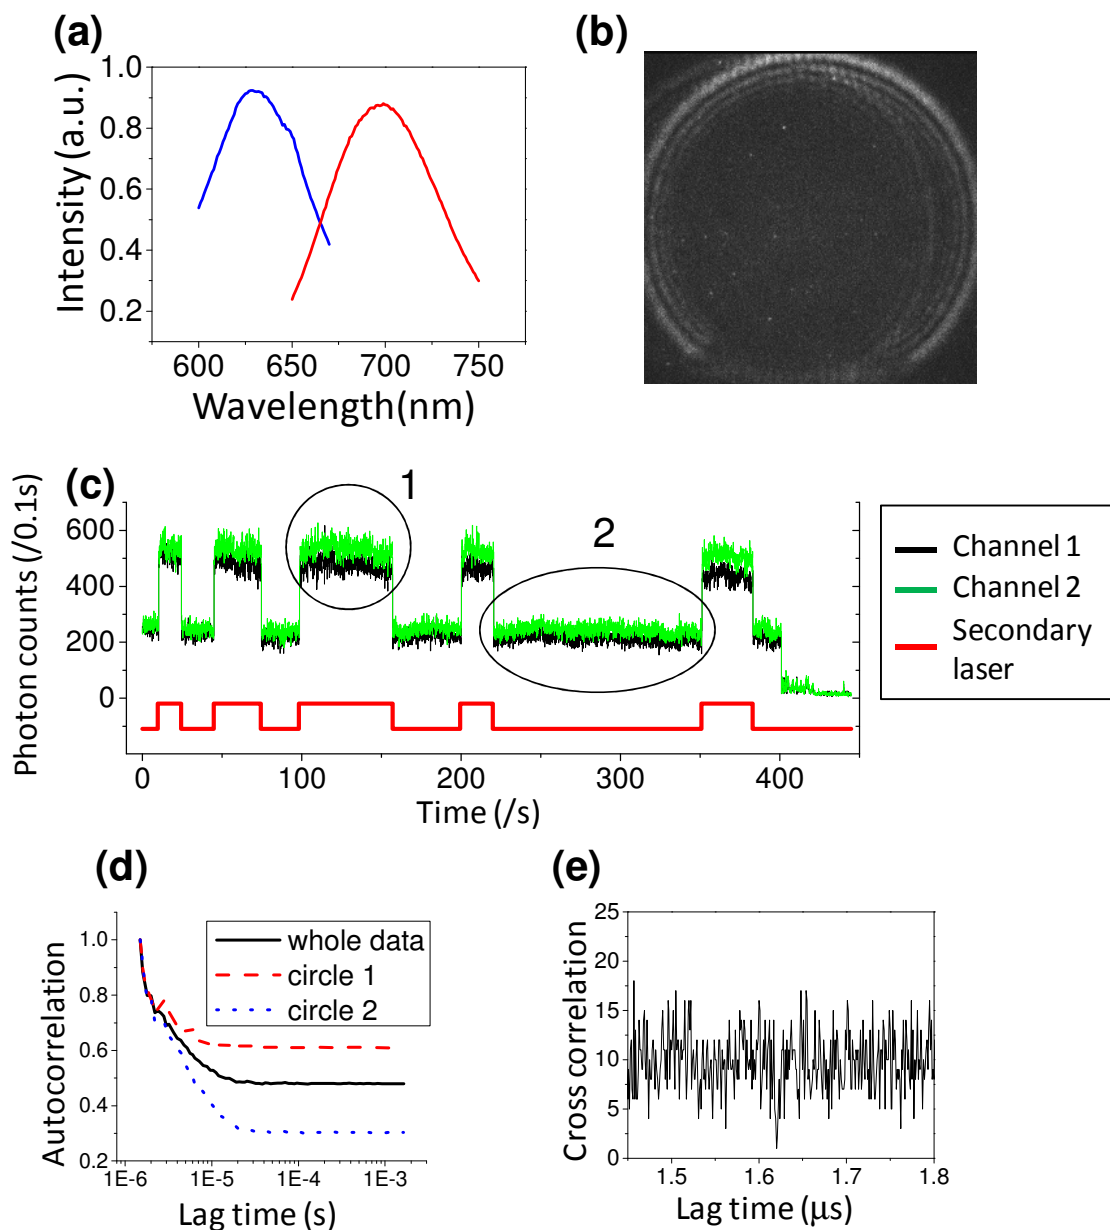 (a)
Intensity (a.u.)
1.0
0.8
0.6
0.4
0.2
600 650 700 750
Wavelength(nm)
(b)
(c)
Photon counts (/0.1s)
600
400
200
0
1
2
0 100 200 300 400
Time (/s)
Channel 1
Channel 2
Secondary
laser
(d)
Autocorrelation
1.0
0.8
0.6
0.4
0.2
whole data
circle 1
circle 2
1E-6 1E-5 1E-4 1E-3
Lag time (s)
(e)
Cross correlation
25
20
15
10
5
0
1.5 1.6 1.7 1.8
Lag time (μs)